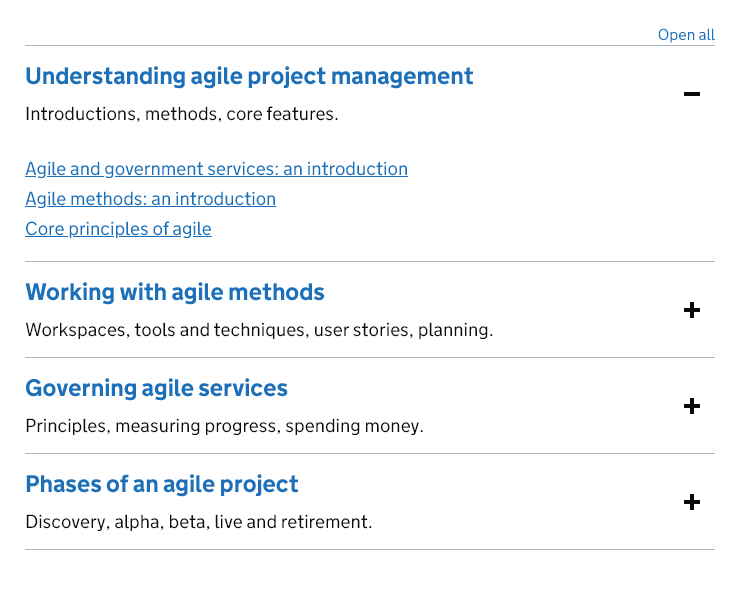 Open all
Understanding agile project management
Introductions, methods, core features.
Agile and government services: an introduction
Agile methods: an introduction
Core principles of agile
Working with agile methods
Workspaces, tools and techniques, user stories, planning.
Governing agile services
Principles, measuring progress, spending money.
Phases of an agile project
Discovery, alpha, beta, live and retirement.